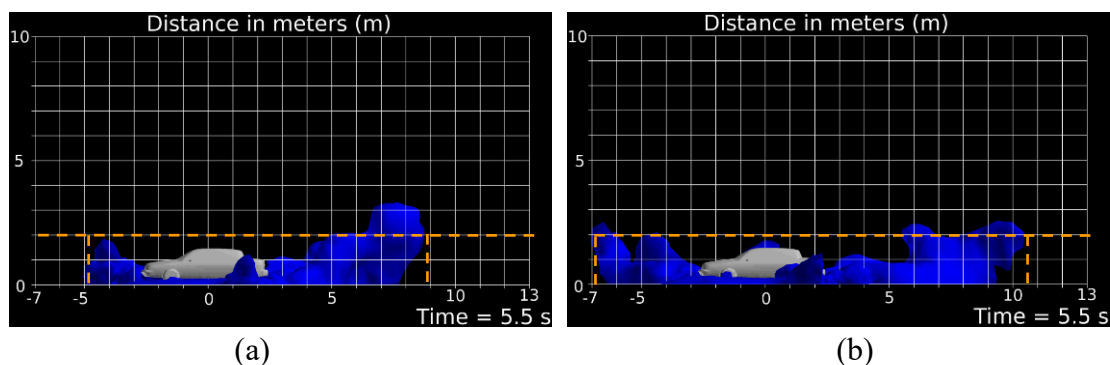 Distance in meters (m)
10
5
0
-7 -5 0 5 10 13
Time = 5.5 s
(a)
Distance in meters (m)
10
5
0
-7 -5 0 5 10 13
Time = 5.5 s
(b)